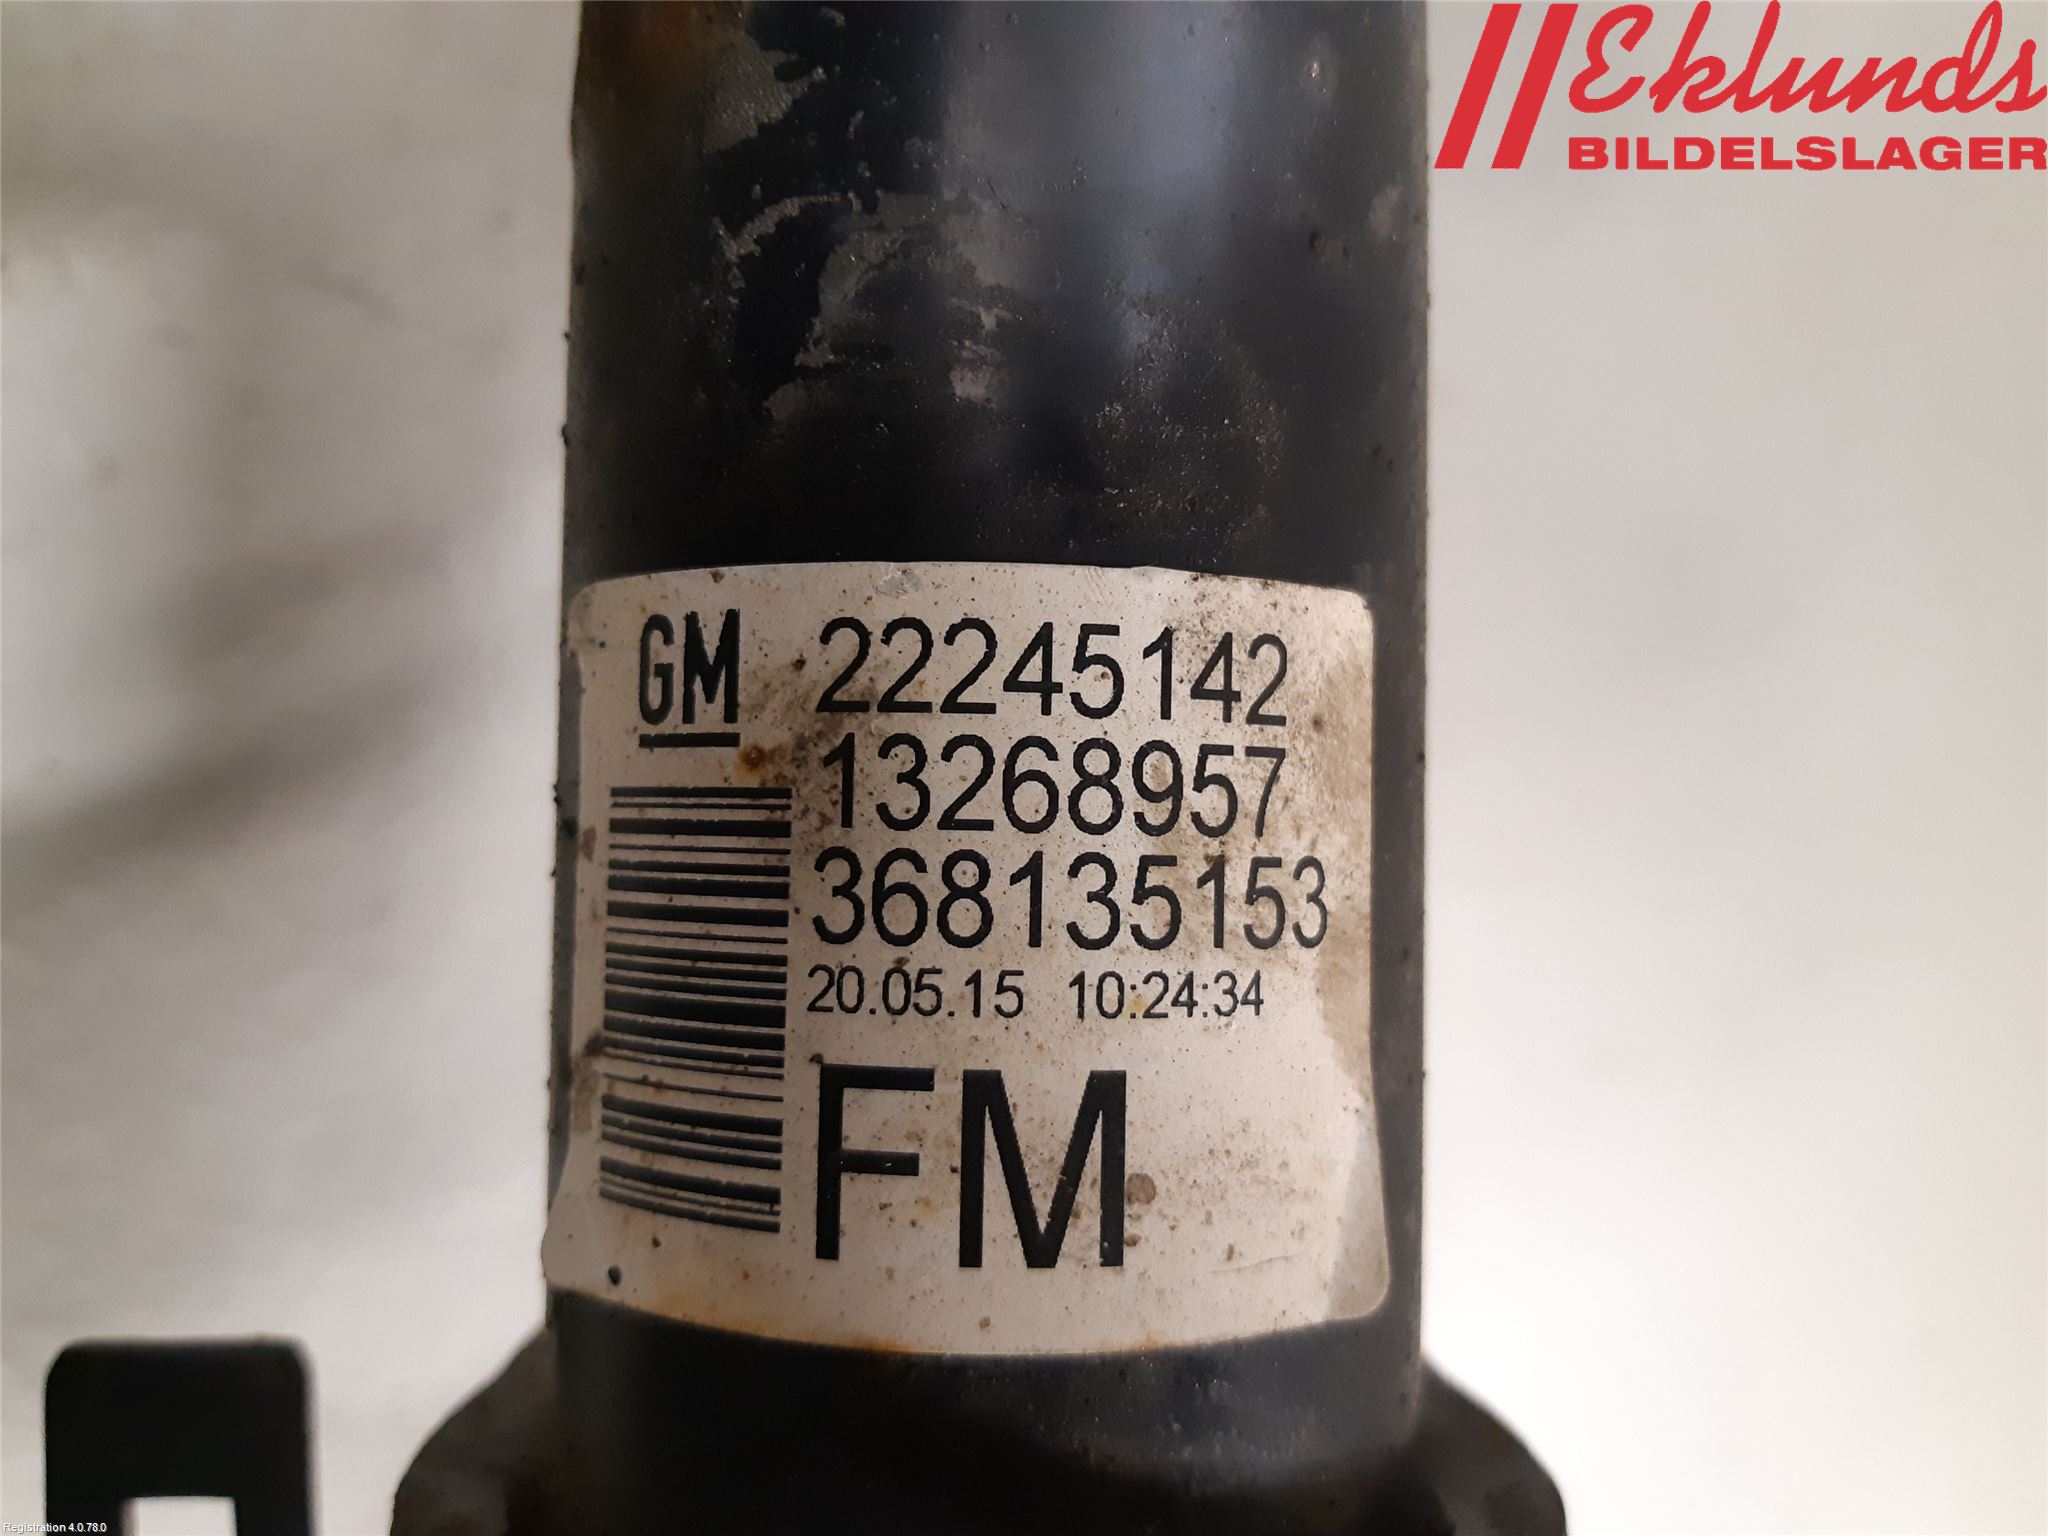 Eklunds
BILDELSLAGER
GM 22245142
13268957
368135153
20.05.15 10:24:34
FM
Registration 4.0.78.0